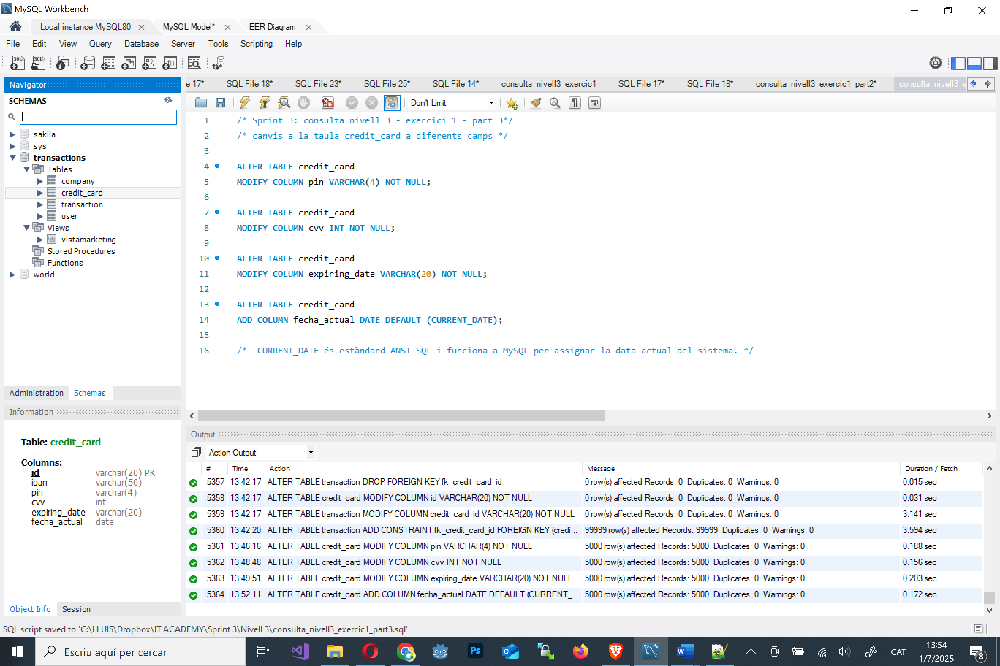 MySQL Workbench
Local instance MySQL80
MySQL Model*
EER Diagram
File Edit View Query Database Server Tools Scripting Help
Navigator
e 17* SQL File 18* SQL File 23* SQL File 25* SQL File 14* consulta_nivell3_exercic1 SQL File 17* SQL File 18* consulta_nivell3_exercic1_part2* consulta_nivell3_e
SCHEMAS
Don't Limit
sakila
sys
transactions
Tables
company
credit_card
transaction
user
Views
vistamarketing
Stored Procedures
Functions
world
1 /* Sprint 3: consulta nivell 3 - exercici 1 - part 3*/
2 /* canvis a la taula credit_card a diferents camps */
3
4 ALTER TABLE credit_card
5 MODIFY COLUMN pin VARCHAR(4) NOT NULL;
6
7 ALTER TABLE credit_card
8 MODIFY COLUMN cvv INT NOT NULL;
9
10 ALTER TABLE credit_card
11 MODIFY COLUMN expiring_date VARCHAR(20) NOT NULL;
12
13 ALTER TABLE credit_card
14 ADD COLUMN fecha_actual DATE DEFAULT (CURRENT_DATE);
15
16 /*  CURRENT_DATE és estàndard ANSI SQL i funciona a MySQL per assignar la data actual del sistema. */
Administration Schemas
Information
Table: credit_card
Columns:
id varchar(20) PK
iban varchar(50)
pin varchar(4)
cvv int
expiring_date varchar(20)
fecha_actual date
Object Info Session
Output
Action Output
# Time Action Message Duration / Fetch
5357 13:42:17 ALTER TABLE transaction DROP FOREIGN KEY fk_credit_card_id 0 row(s) affected Records: 0 Duplicates: 0 Warnings: 0 0.015 sec
5358 13:42:17 ALTER TABLE credit_card MODIFY COLUMN id VARCHAR(20) NOT NULL 0 row(s) affected Records: 0 Duplicates: 0 Warnings: 0 0.031 sec
5359 13:42:17 ALTER TABLE transaction MODIFY COLUMN credit_card_id VARCHAR(20) NOT NULL 0 row(s) affected Records: 0 Duplicates: 0 Warnings: 0 3.141 sec
5360 13:42:20 ALTER TABLE transaction ADD CONSTRAINT fk_credit_card_id FOREIGN KEY (credi... 99999 row(s) affected Records: 99999 Duplicates: 0 Warnings: 0 3.594 sec
5361 13:46:16 ALTER TABLE credit_card MODIFY COLUMN pin VARCHAR(4) NOT NULL 5000 row(s) affected Records: 5000 Duplicates: 0 Warnings: 0 0.188 sec
5362 13:48:48 ALTER TABLE credit_card MODIFY COLUMN cvv INT NOT NULL 5000 row(s) affected Records: 5000 Duplicates: 0 Warnings: 0 0.156 sec
5363 13:49:51 ALTER TABLE credit_card MODIFY COLUMN expiring_date VARCHAR(20) NOT NULL 5000 row(s) affected Records: 5000 Duplicates: 0 Warnings: 0 0.203 sec
5364 13:52:11 ALTER TABLE credit_card ADD COLUMN fecha_actual DATE DEFAULT (CURRENT_... 5000 row(s) affected Records: 5000 Duplicates: 0 Warnings: 0 0.172 sec
SQL script saved to 'C:\LLUIS\Dropbox\IT ACADEMY\Sprint 3\Nivell 3\consulta_nivell3_exercic1_part3.sql'
Escriu aquí per cercar
Ps
CAT
13:54
1/7/2025
8